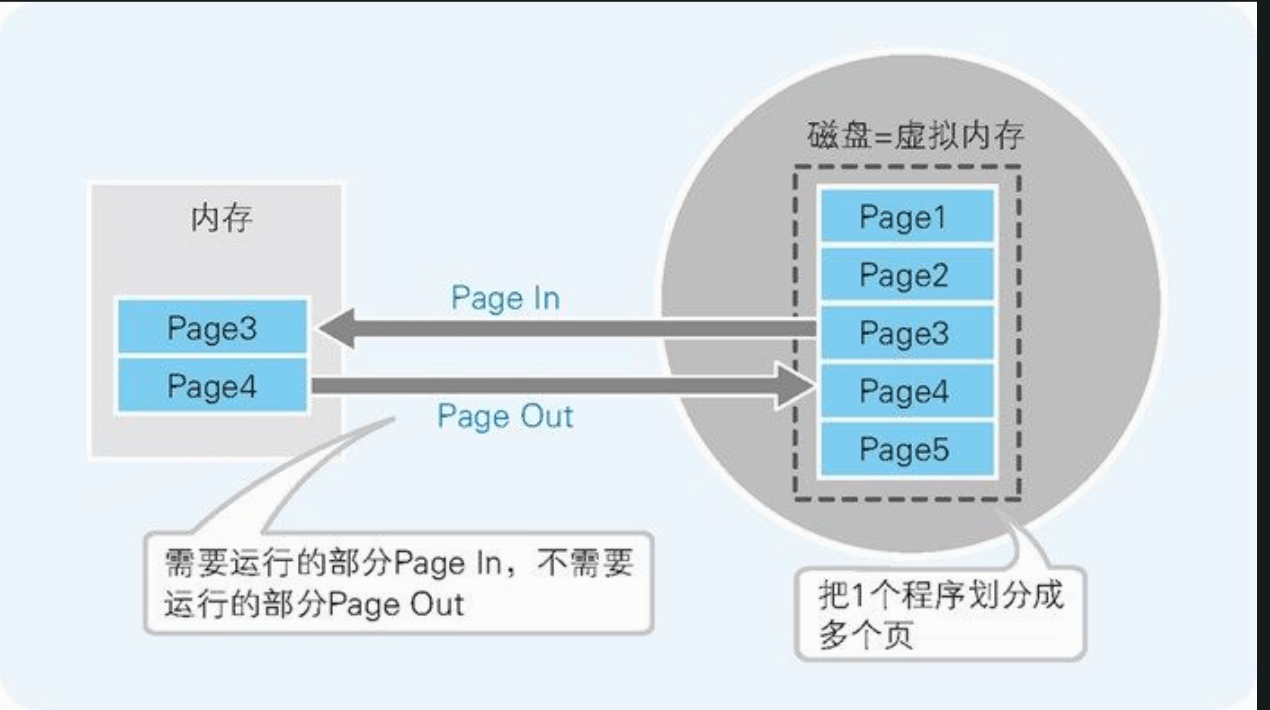 磁盘=虚拟内存
内存
Page1
Page2
Page3
Page4
Page5
Page In
Page3
Page4
Page Out
需要运行的部分Page In，不需要
运行的部分Page Out
把1个程序划分成
多个页